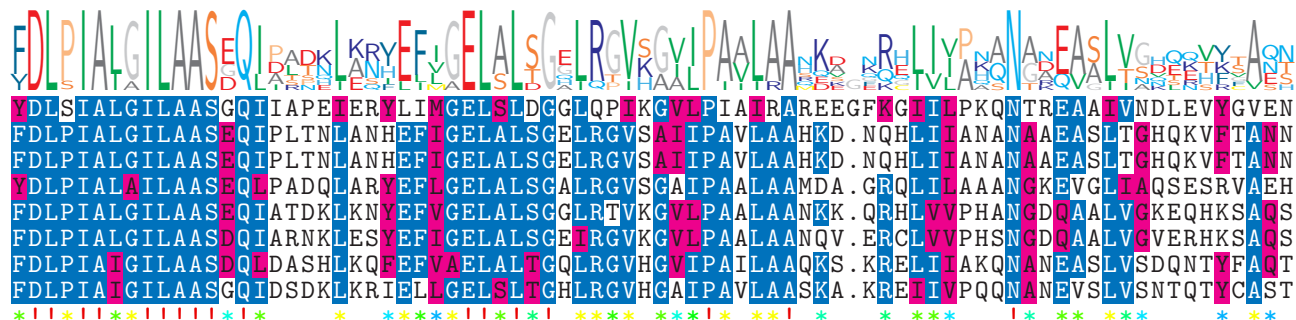 YDLSIALGILAASGQIIAPEIERYLIMGELSLDGGLQPIKGVLPIAIRAREEGFKGIILPKQNTREAAIVNDLEVYGVEN
FDLPIALGILAASEQIPLTNLANHEFIGELALSGELRGVSAIIPAVLAAHKD.NQHLIIANANAAEASLTGHQKVFTANN
FDLPIALGILAASEQIPLTNLANHEFIGELALSGELRGVSAIIPAVLAAHKD.NQHLIIANANAAEASLTGHQKVFTANN
YDLPIALAILAASEQLPADQLARYEFLGELALSGALRGVSGAIPAALAAMDA.GRQLILAAANGKEVGLIAQSESRVAEH
FDLPIALGILAASEQIATDKLKNYEFVGELALSGGLRTVKGVLPAALAANKK.QRHLVVPHANGDQAALVGKEQHKSAQS
FDLPIALGILAASDQIARNKLESYEFIGELALSGEIRGVKGVLPAALAANQV.ERCLVVPHSNGDQAALVGVERHKSAQS
FDLPIAIGILAASDQLDASHLKQFEFVAELALTGQLRGVHGVIPAILAAQKS.KRELIIAKQNANEASLVSDQNTYFAQT
FDLPIAIGILAASGQIDSDKLKRIELLGELSLTGHLRGVHGAIPAVLAASKA.KREIIVPQQNANEVSLVSNTQTYCAST